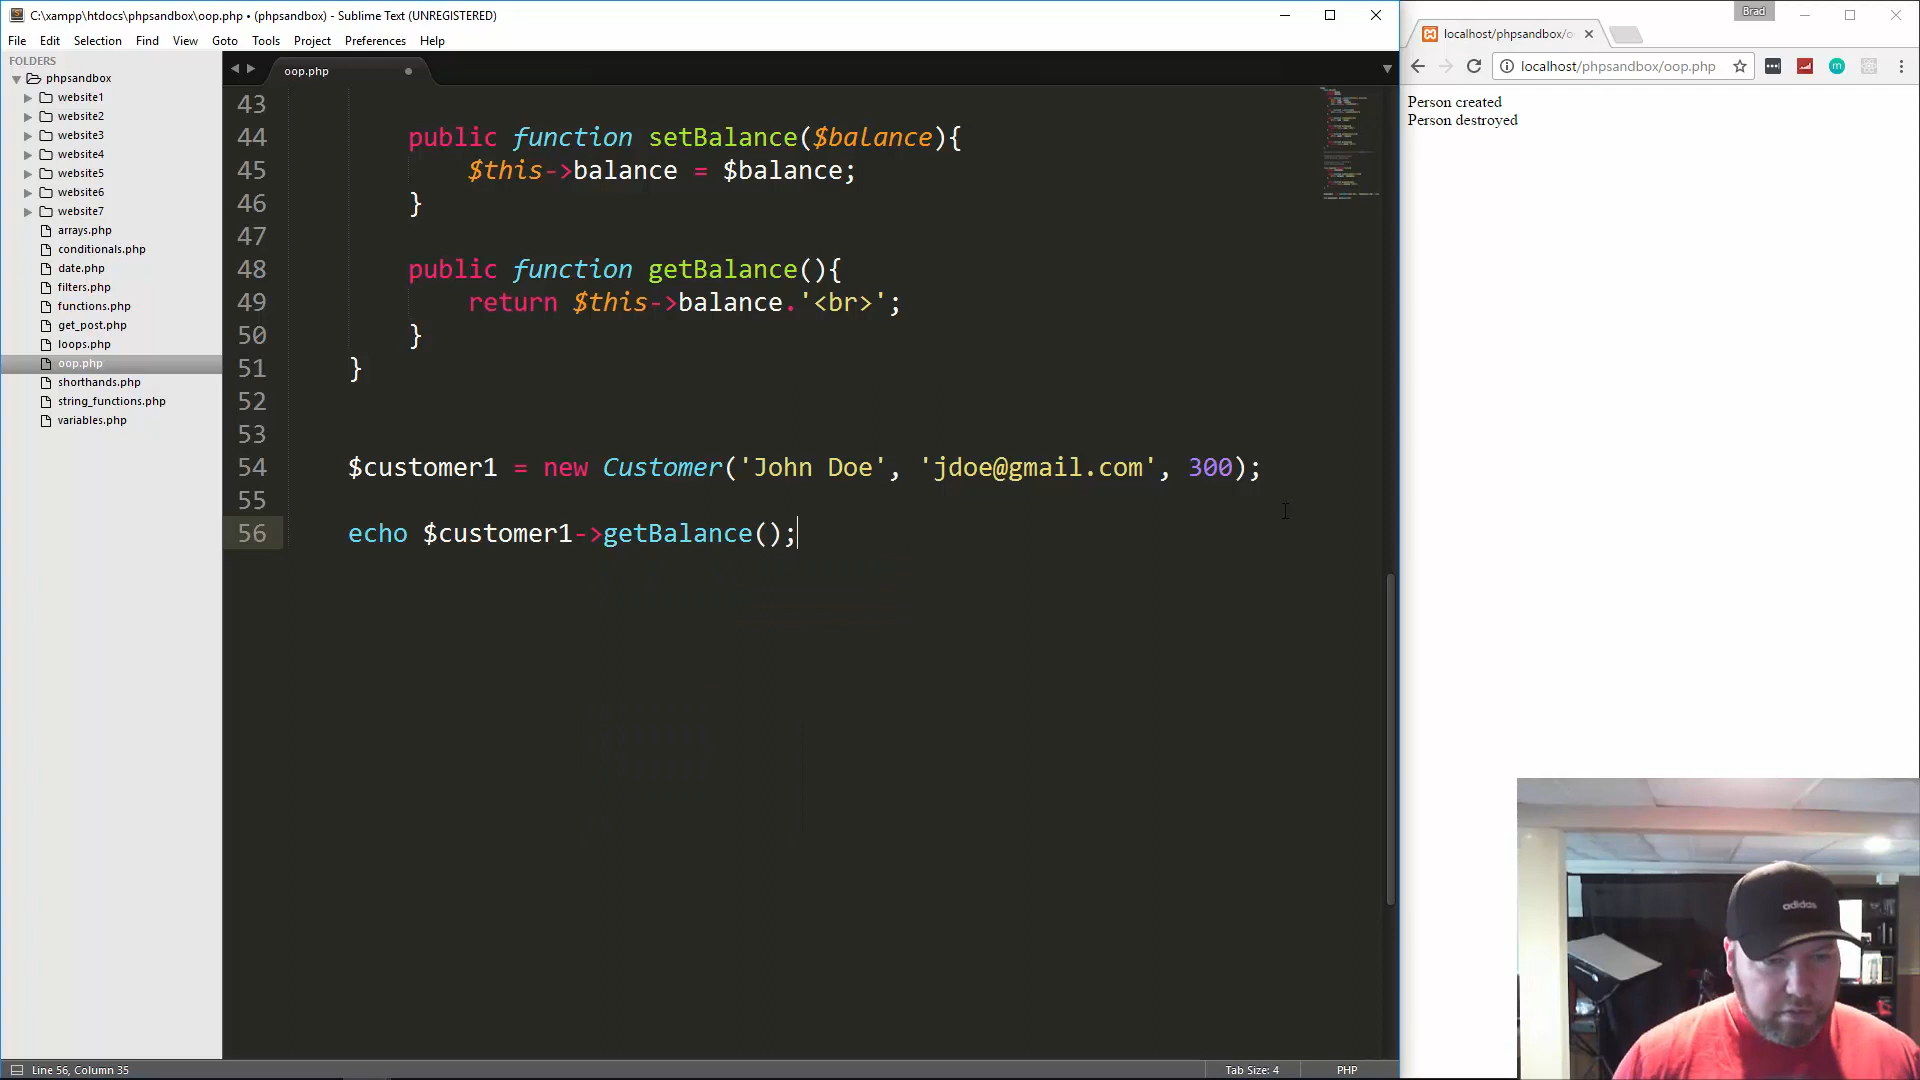 C:\xampp\htdocs\phpsandbox\oop.php • (phpsandbox) - Sublime Text (UNREGISTERED)
File Edit Selection Find View Goto Tools Project Preferences Help
FOLDERS
phpsandbox
website1
website2
website3
website4
website5
website6
website7
arrays.php
conditionals.php
date.php
filters.php
functions.php
get_post.php
loops.php
oop.php
shorthands.php
string_functions.php
variables.php
oop.php
43
44 public function setBalance($balance){
45 $this->balance = $balance;
46 }
47
48 public function getBalance(){
49 return $this->balance.'<br>';
50 }
51 }
52
53
54 $customer1 = new Customer('John Doe', 'jdoe@gmail.com', 300);
55
56 echo $customer1->getBalance();
Line 56, Column 35
Tab Size: 4
PHP
Brad
localhost/phpsandbox/o
localhost/phpsandbox/oop.php
Person created
Person destroyed
adidas